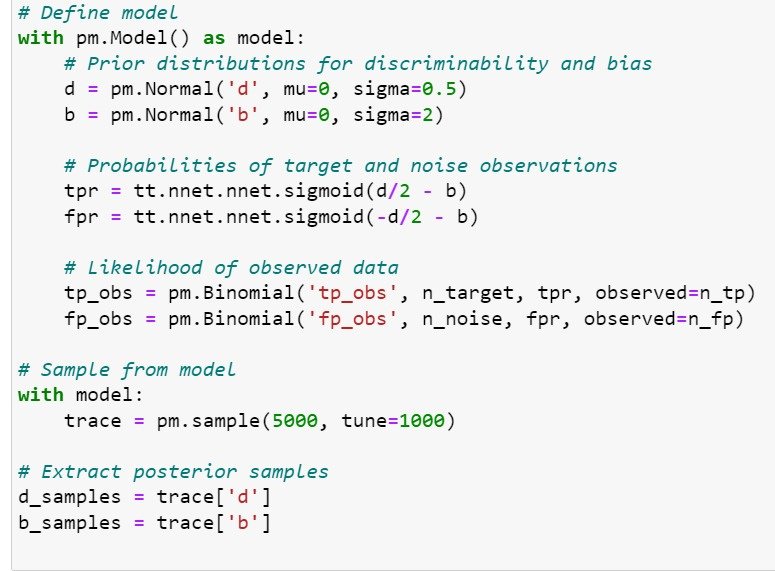 # Define model
with pm.Model() as model:
    # Prior distributions for discriminability and bias
    d = pm.Normal('d', mu=0, sigma=0.5)
    b = pm.Normal('b', mu=0, sigma=2)

    # Probabilities of target and noise observations
    tpr = tt.nnet.nnet.sigmoid(d/2 - b)
    fpr = tt.nnet.nnet.sigmoid(-d/2 - b)

    # Likelihood of observed data
    tp_obs = pm.Binomial('tp_obs', n_target, tpr, observed=n_tp)
    fp_obs = pm.Binomial('fp_obs', n_noise, fpr, observed=n_fp)

# Sample from model
with model:
    trace = pm.sample(5000, tune=1000)

# Extract posterior samples
d_samples = trace['d']
b_samples = trace['b']